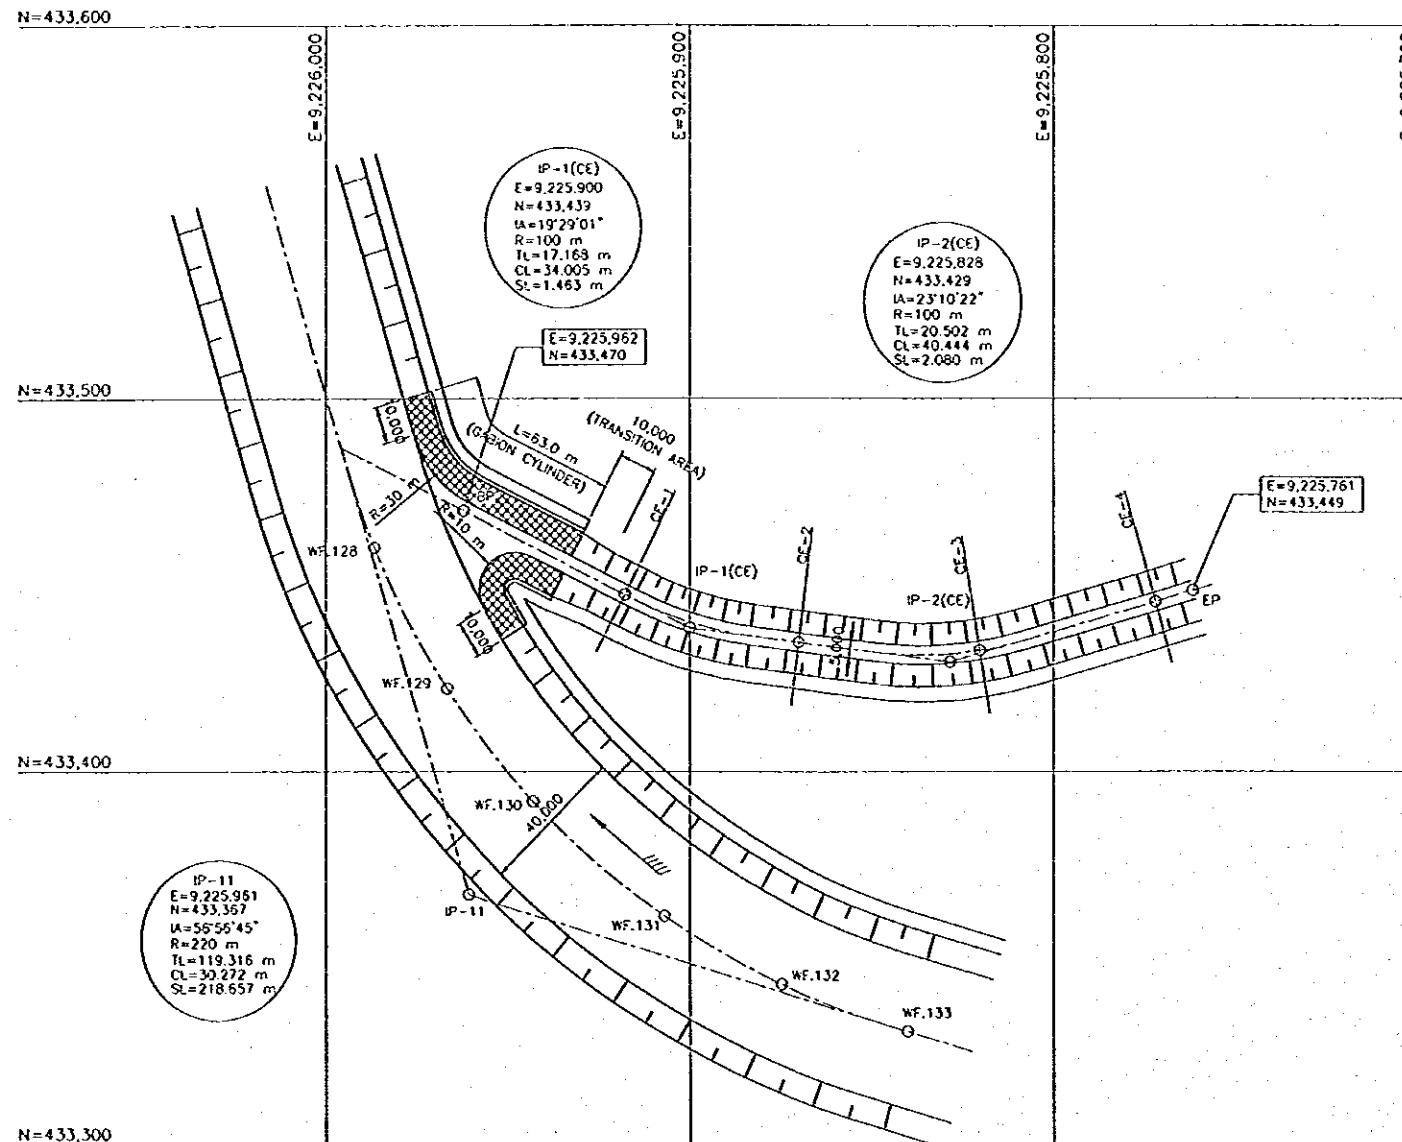 N=433,600
E=9,226,000
E=9,225,900
E=9,225,800
IP-1(CE)
E=9,225,900
N=433,439
IA=19°29'01"
R=100 m
TL=17.168 m
CL=34.005 m
SL=1.463 m
IP-2(CE)
E=9,225,828
N=433,429
IA=23°10'22"
R=100 m
TL=20.502 m
CL=40.444 m
SL=2.080 m
E=9,225,962
N=433,470
N=433,500
10,000
L=63.0 m
(GABION CYLINDER)
10,000
(TRANSITION AREA)
CE-1
BP
R=30 m
R=10 m
WF.128
CE-2
CE-3
CE-4
E=9,225,761
N=433,449
IP-1(CE)
IP-2(CE)
EP
10,000
WF.129
N=433,400
WF.130
40,000
IP-11
E=9,225,961
N=433,367
IA=56°56'45"
R=220 m
TL=119.316 m
CL=30.272 m
SL=218.657 m
IP-11
WF.131
WF.132
WF.133
N=433,300